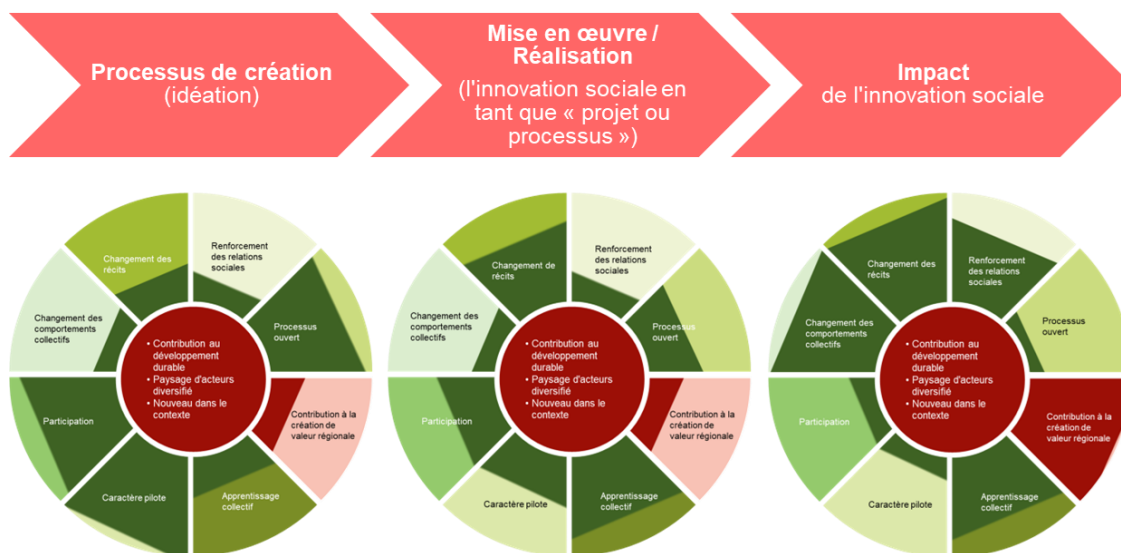 Processus de création
(idéation)
Mise en œuvre /
Réalisation
(l'innovation sociale en
tant que « projet ou
processus »)
Impact
de l'innovation sociale
Changement des
récits
Renforcement
des relations
sociales
Changement des
comportements
collectifs
Processus
ouvert
• Contribution au
développement
durable
• Paysage d'acteurs
diversifié
• Nouveau dans le
contexte
Participation
Contribution à la
création de
valeur régionale
Caractère pilote
Apprentissage
collectif
Changement de
récits
Renforcement
des relations
sociales
Changement des
comportements
collectifs
Processus
ouvert
• Contribution au
développement
durable
• Paysage d'acteurs
diversifié
• Nouveau dans le
contexte
Participation
Contribution à la
création de
valeur régionale
Caractère pilote
Apprentissage
collectif
Changement des
récits
Renforcement
des relations
sociales
Changement des
comportements
collectifs
Processus
ouvert
• Contribution au
développement
durable
• Paysage d'acteurs
diversifié
• Nouveau dans le
contexte
Participation
Contribution à la
création de
valeur régionale
Caractère pilote
Apprentissage
collectif